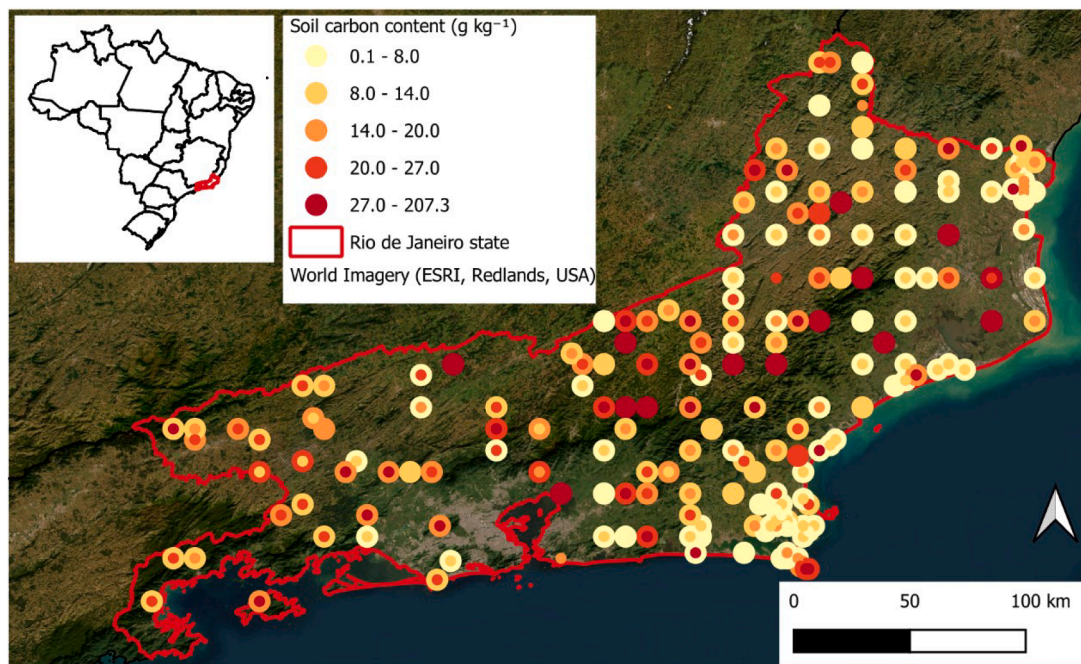 Soil carbon content (g kg⁻¹)
0.1 - 8.0
8.0 - 14.0
14.0 - 20.0
20.0 - 27.0
27.0 - 207.3
Rio de Janeiro state
World Imagery (ESRI, Redlands, USA)
0 50 100 km